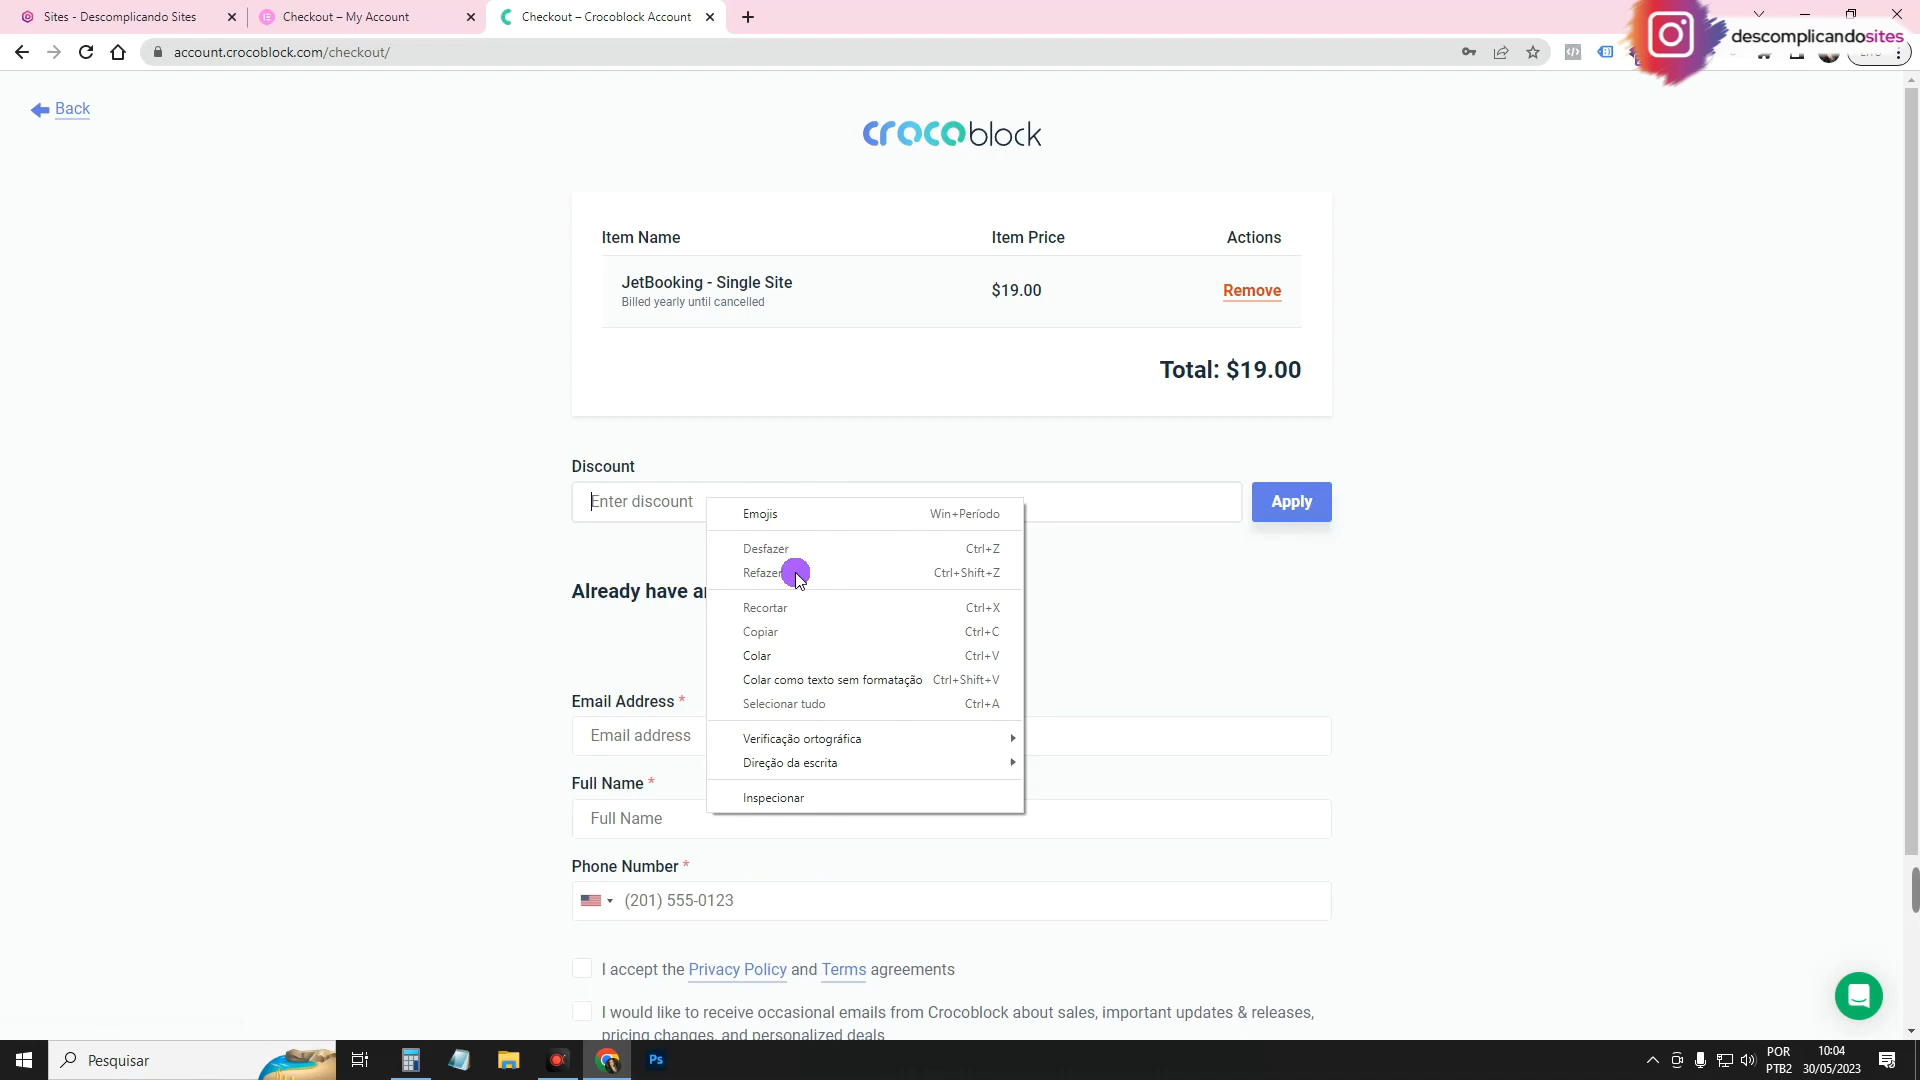 Sites - Descomplicando Sites
Checkout – My Account
Checkout – Crocoblock Account
account.crocoblock.com/checkout/
descomplicandosites
Back
crocoblock
Item Name Item Price Actions
JetBooking - Single Site $19.00 Remove
Billed yearly until cancelled
Total: $19.00
Discount
Enter discount
Apply
Emojis Win+Período
Desfazer Ctrl+Z
Refazer Ctrl+Shift+Z
Already have a
Recortar Ctrl+X
Copiar Ctrl+C
Colar Ctrl+V
Colar como texto sem formatação Ctrl+Shift+V
Selecionar tudo Ctrl+A
Verificação ortográfica
Direção da escrita
Inspecionar
Email Address *
Email address
Full Name *
Full Name
Phone Number *
(201) 555-0123
I accept the Privacy Policy and Terms agreements
I would like to receive occasional emails from Crocoblock about sales, important updates & releases,
pricing changes, and personalized deals
Pesquisar
Ps
POR
PTB2
10:04
30/05/2023